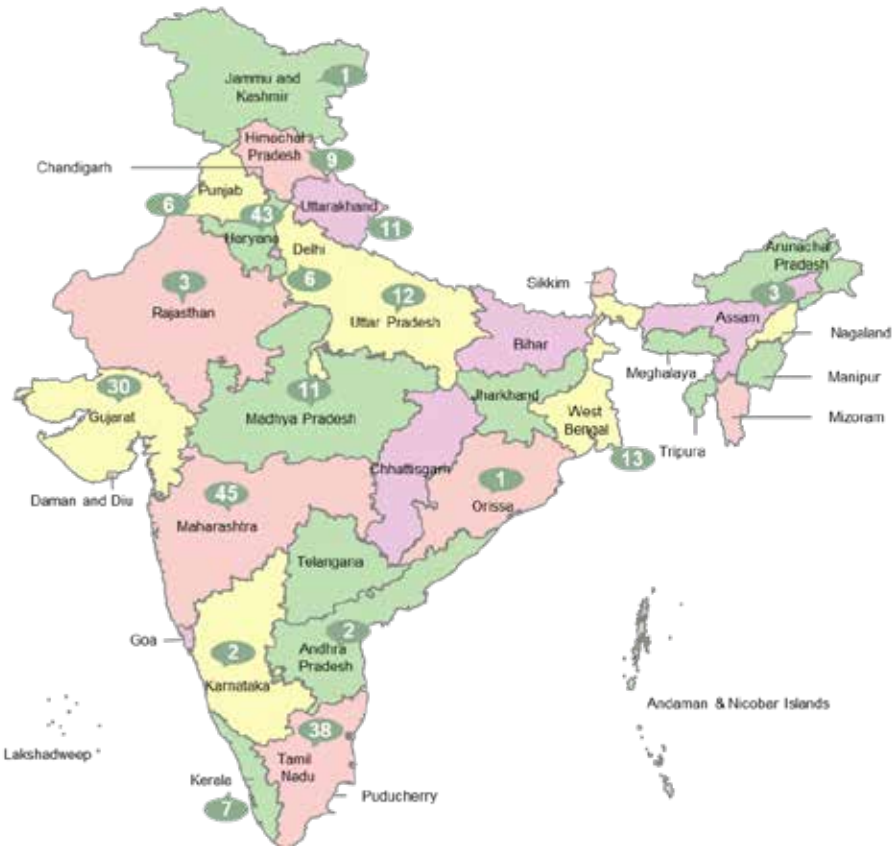 Jammu and
Kashmir
1
Himachal
Pradesh
9
Chandigarh
Punjab
6
43
Haryana
Uttarakhand
11
Delhi
6
3
Rajasthan
12
Uttar Pradesh
Sikkim
Arunachal
Pradesh
3
Assam
Nagaland
Bihar
Meghalaya
Manipur
Mizoram
Tripura
30
Gujarat
11
Madhya Pradesh
Jharkhand
West
Bengal
13
Chhattisgarh
Daman and Diu
45
Maharashtra
1
Orissa
Telangana
Goa
2
Andhra
Pradesh
2
Karnataka
Andaman & Nicobar Islands
Lakshadweep
38
Tamil
Nadu
Kerala
7
Puducherry